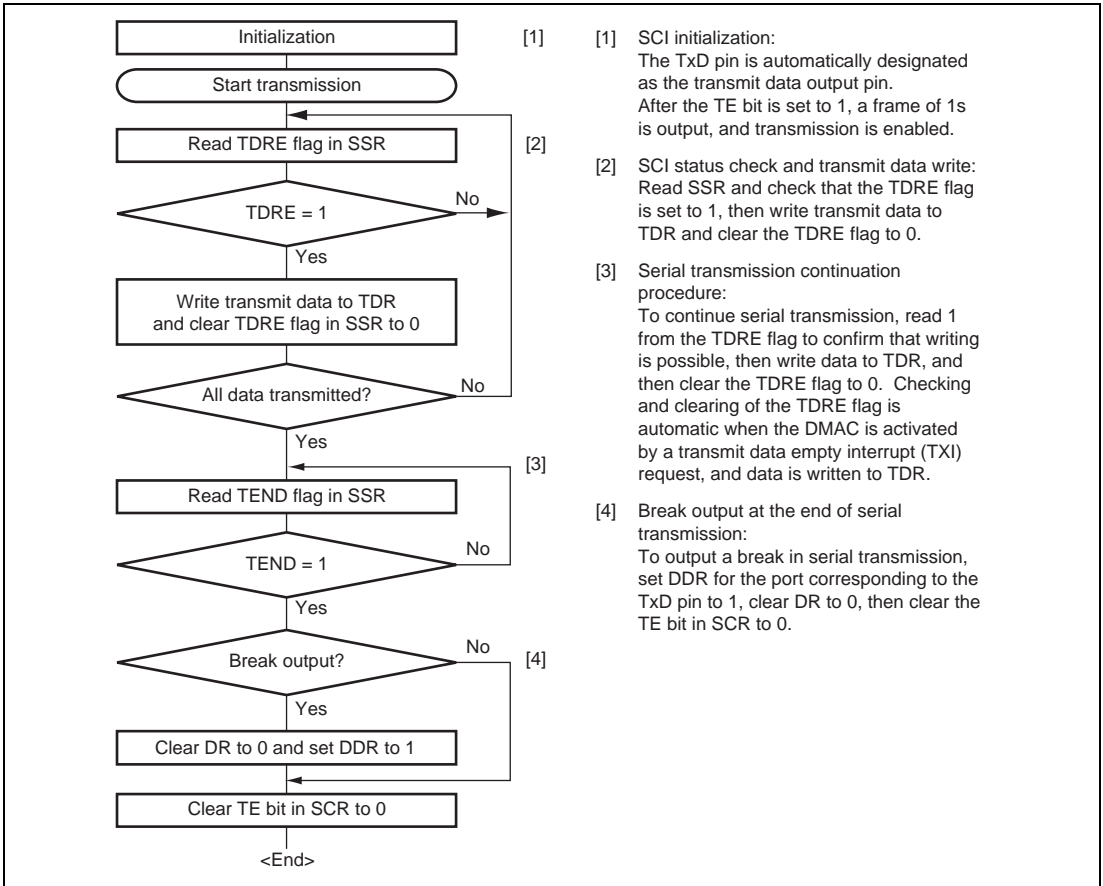 Initialization
[1]
Start transmission
Read TDRE flag in SSR
[2]
TDRE = 1
No
Yes
Write transmit data to TDR
and clear TDRE flag in SSR to 0
All data transmitted?
No
Yes
[3]
Read TEND flag in SSR
TEND = 1
No
Yes
Break output?
No
[4]
Yes
Clear DR to 0 and set DDR to 1
Clear TE bit in SCR to 0
<End>
[1] SCI initialization:
The TxD pin is automatically designated
as the transmit data output pin.
After the TE bit is set to 1, a frame of 1s
is output, and transmission is enabled.
[2] SCI status check and transmit data write:
Read SSR and check that the TDRE flag
is set to 1, then write transmit data to
TDR and clear the TDRE flag to 0.
[3] Serial transmission continuation
procedure:
To continue serial transmission, read 1
from the TDRE flag to confirm that writing
is possible, then write data to TDR, and
then clear the TDRE flag to 0. Checking
and clearing of the TDRE flag is
automatic when the DMAC is activated
by a transmit data empty interrupt (TXI)
request, and data is written to TDR.
[4] Break output at the end of serial
transmission:
To output a break in serial transmission,
set DDR for the port corresponding to the
TxD pin to 1, clear DR to 0, then clear the
TE bit in SCR to 0.